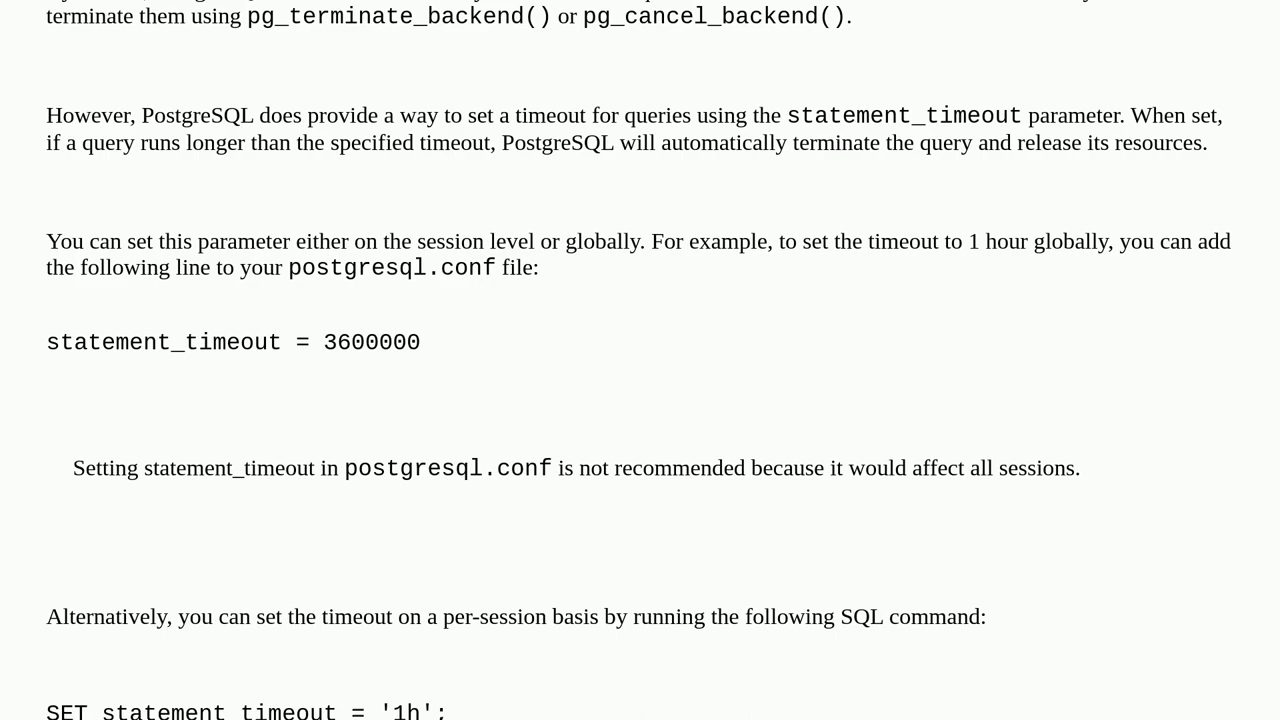 terminate them using pg_terminate_backend() or pg_cancel_backend().
However, PostgreSQL does provide a way to set a timeout for queries using the statement_timeout parameter. When set,
if a query runs longer than the specified timeout, PostgreSQL will automatically terminate the query and release its resources.
You can set this parameter either on the session level or globally. For example, to set the timeout to 1 hour globally, you can add
the following line to your postgresql.conf file:
statement_timeout = 3600000
Setting statement_timeout in postgresql.conf is not recommended because it would affect all sessions.
Alternatively, you can set the timeout on a per-session basis by running the following SQL command:
SET statement_timeout = '1h';